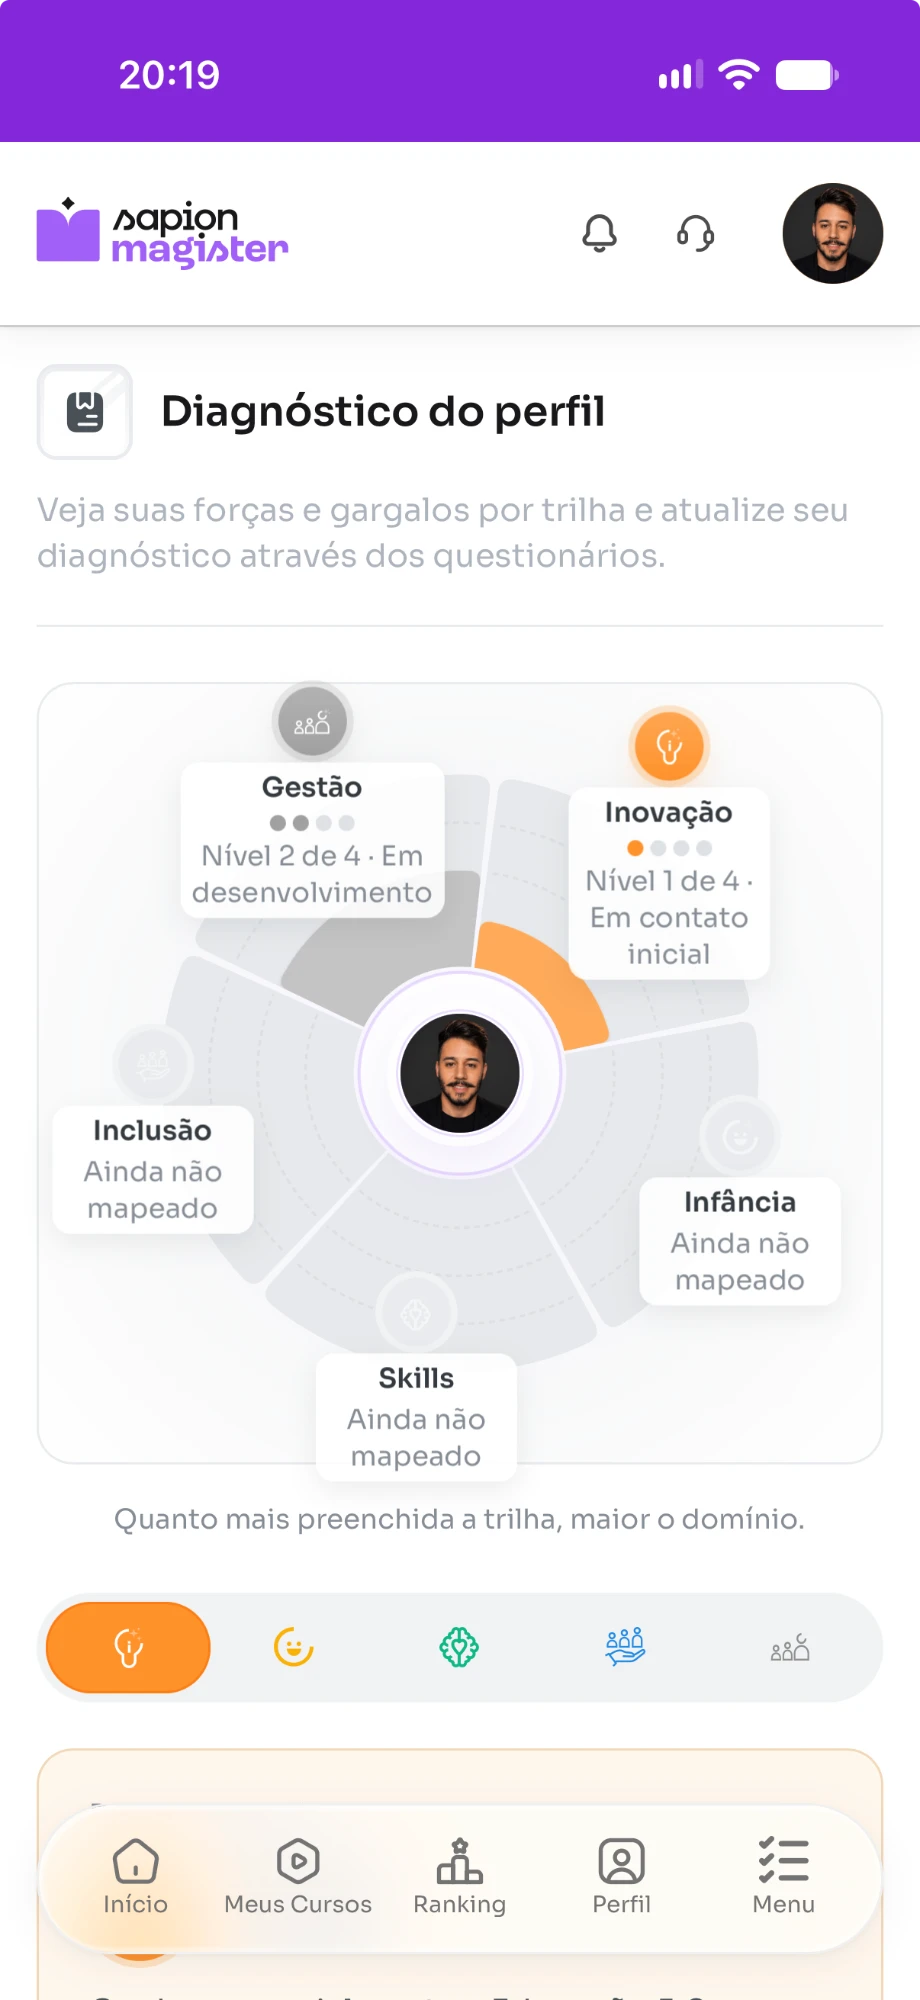 20:19
sapion
magister
Diagnóstico do perfil
Veja suas forças e gargalos por trilha e atualize seu
diagnóstico através dos questionários.
Gestão
Nível 2 de 4 · Em
desenvolvimento
Inovação
Nível 1 de 4 ·
Em contato
inicial
Inclusão
Ainda não
mapeado
Infância
Ainda não
mapeado
Skills
Ainda não
mapeado
Quanto mais preenchida a trilha, maior o domínio.
Início
Meus Cursos
Ranking
Perfil
Menu